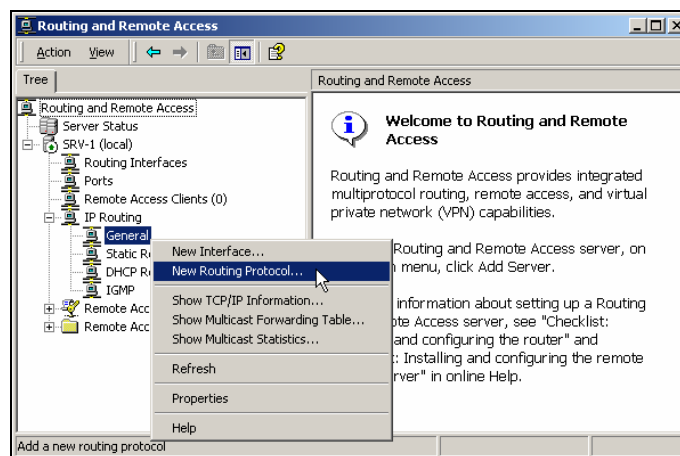 Routing and Remote Access
Action View
Tree
Routing and Remote Access
Server Status
SRV-1 (local)
Routing Interfaces
Ports
Remote Access Clients (0)
IP Routing
General
Static R
DHCP R
IGMP
Remote Acc
Remote Acc
New Interface...
New Routing Protocol...
Show TCP/IP Information...
Show Multicast Forwarding Table...
Show Multicast Statistics...
Refresh
Properties
Help
Routing and Remote Access
Welcome to Routing and Remote
Access
Routing and Remote Access provides integrated
multiprotocol routing, remote access, and virtual
private network (VPN) capabilities.
Routing and Remote Access server, on
menu, click Add Server.
information about setting up a Routing
te Access server, see "Checklist:
and configuring the router" and
: Installing and configuring the remote
rver" in online Help.
Add a new routing protocol